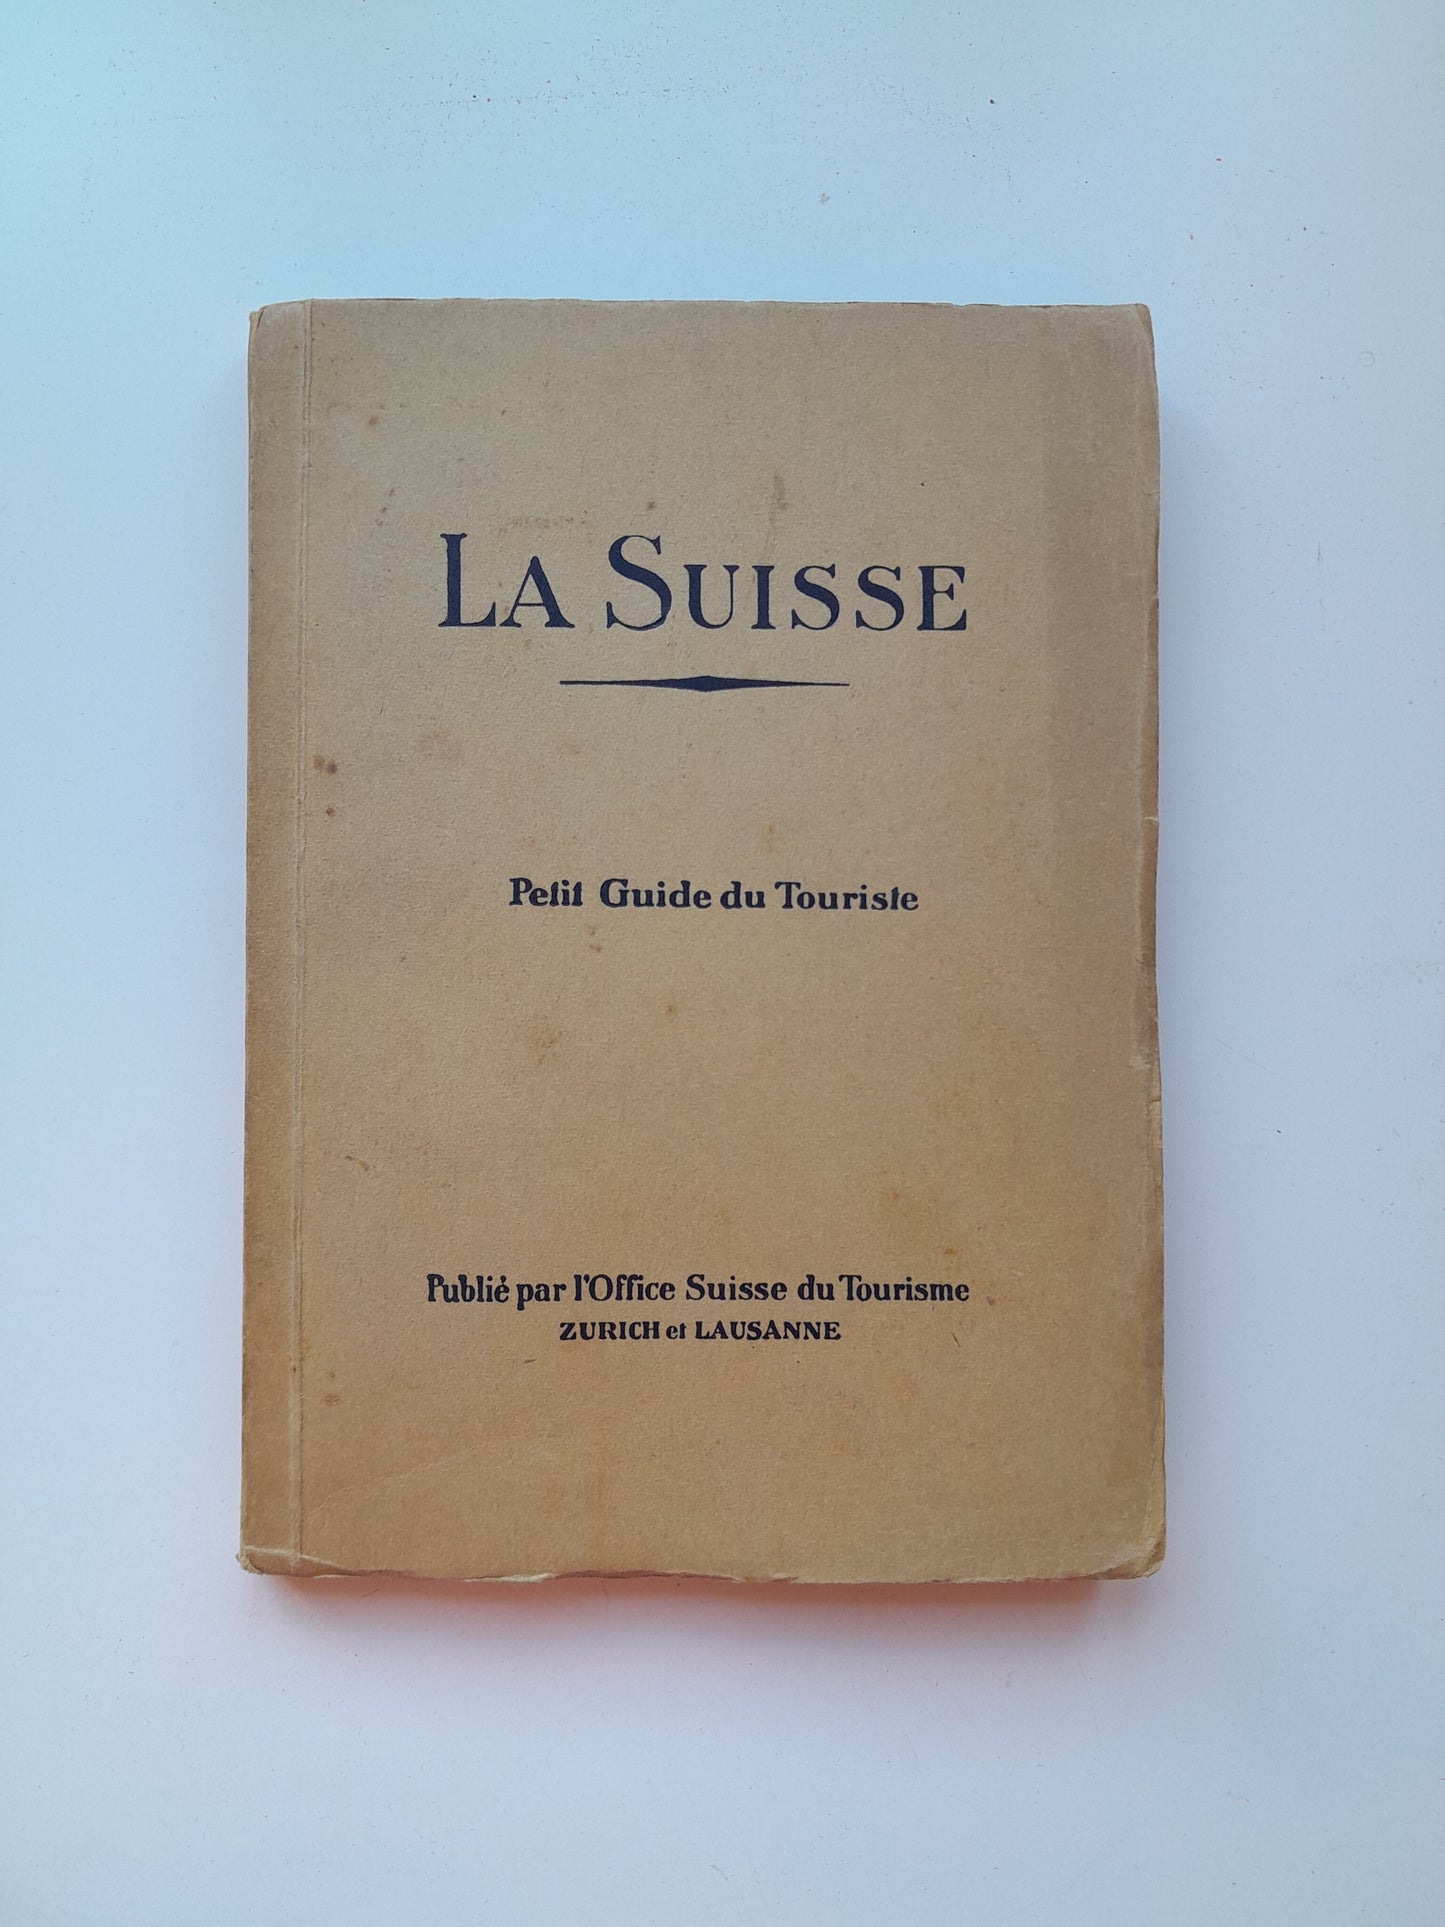 LA SUISSE
Petit Guide du Touriste
Publié par l'Office Suisse du Tourisme
ZURICH et LAUSANNE